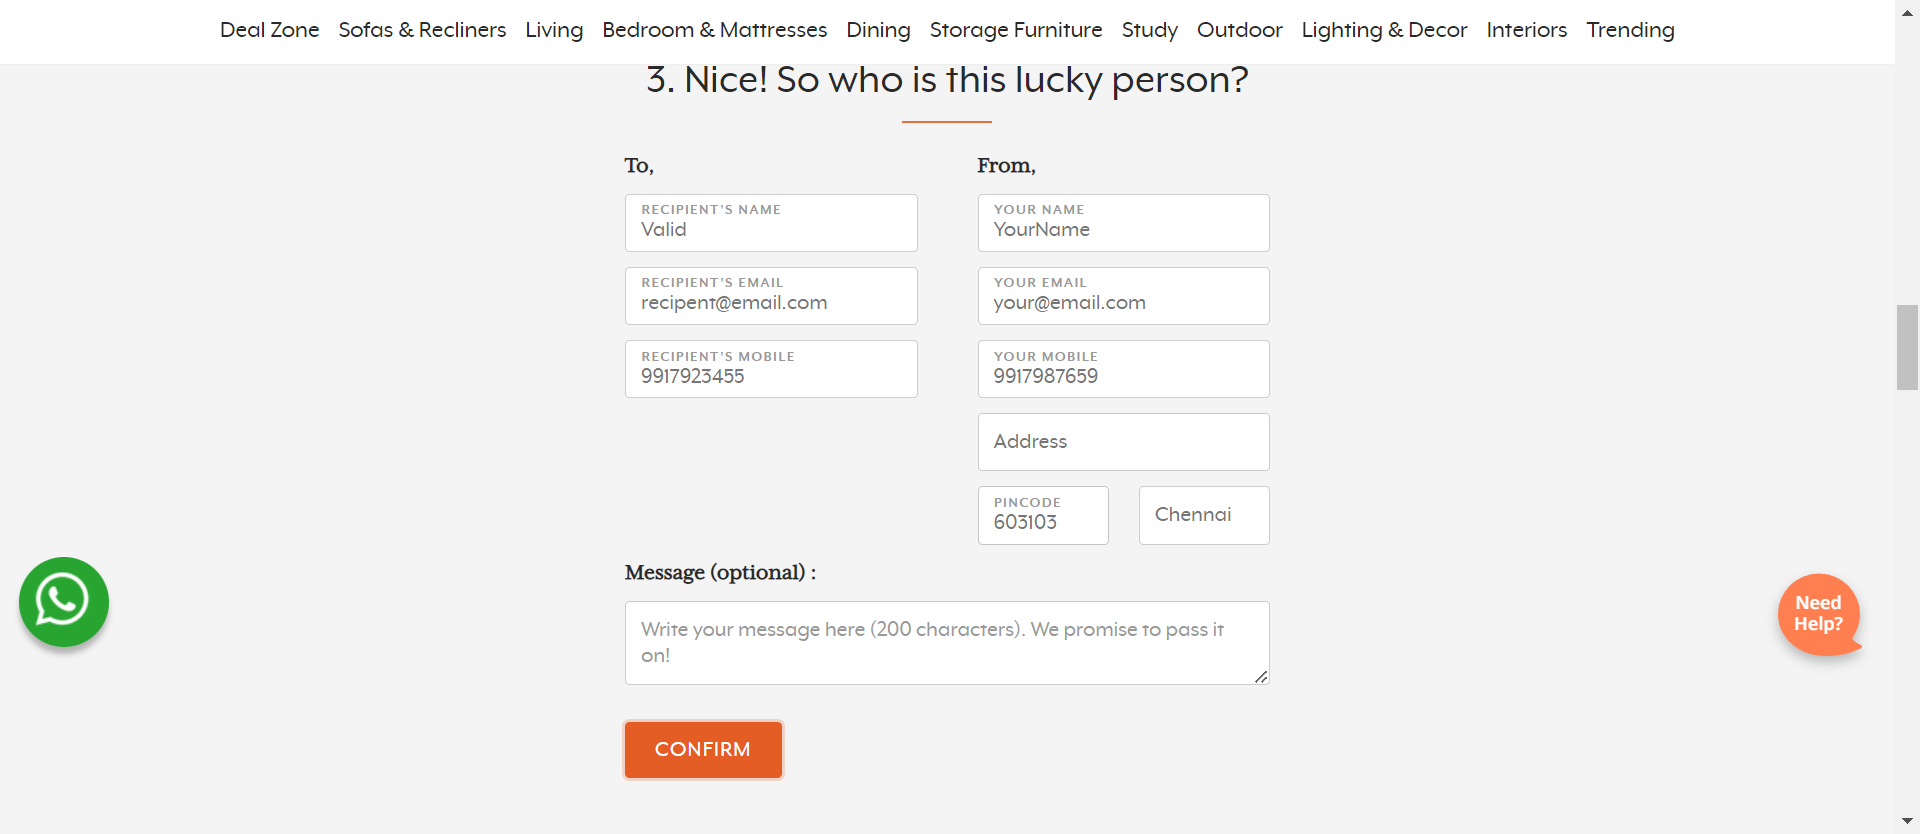 Deal Zone Sofas & Recliners Living Bedroom & Mattresses Dining Storage Furniture Study Outdoor Lighting & Decor Interiors Trending
3. Nice! So who is this lucky person?
To,
RECIPIENT'S NAME
Valid
RECIPIENT'S EMAIL
recipent@email.com
RECIPIENT'S MOBILE
9917923455
From,
YOUR NAME
YourName
YOUR EMAIL
your@email.com
YOUR MOBILE
9917987659
Address
PINCODE
603103
Chennai
Message (optional) :
Write your message here (200 characters). We promise to pass it
on!
CONFIRM
Need
Help?